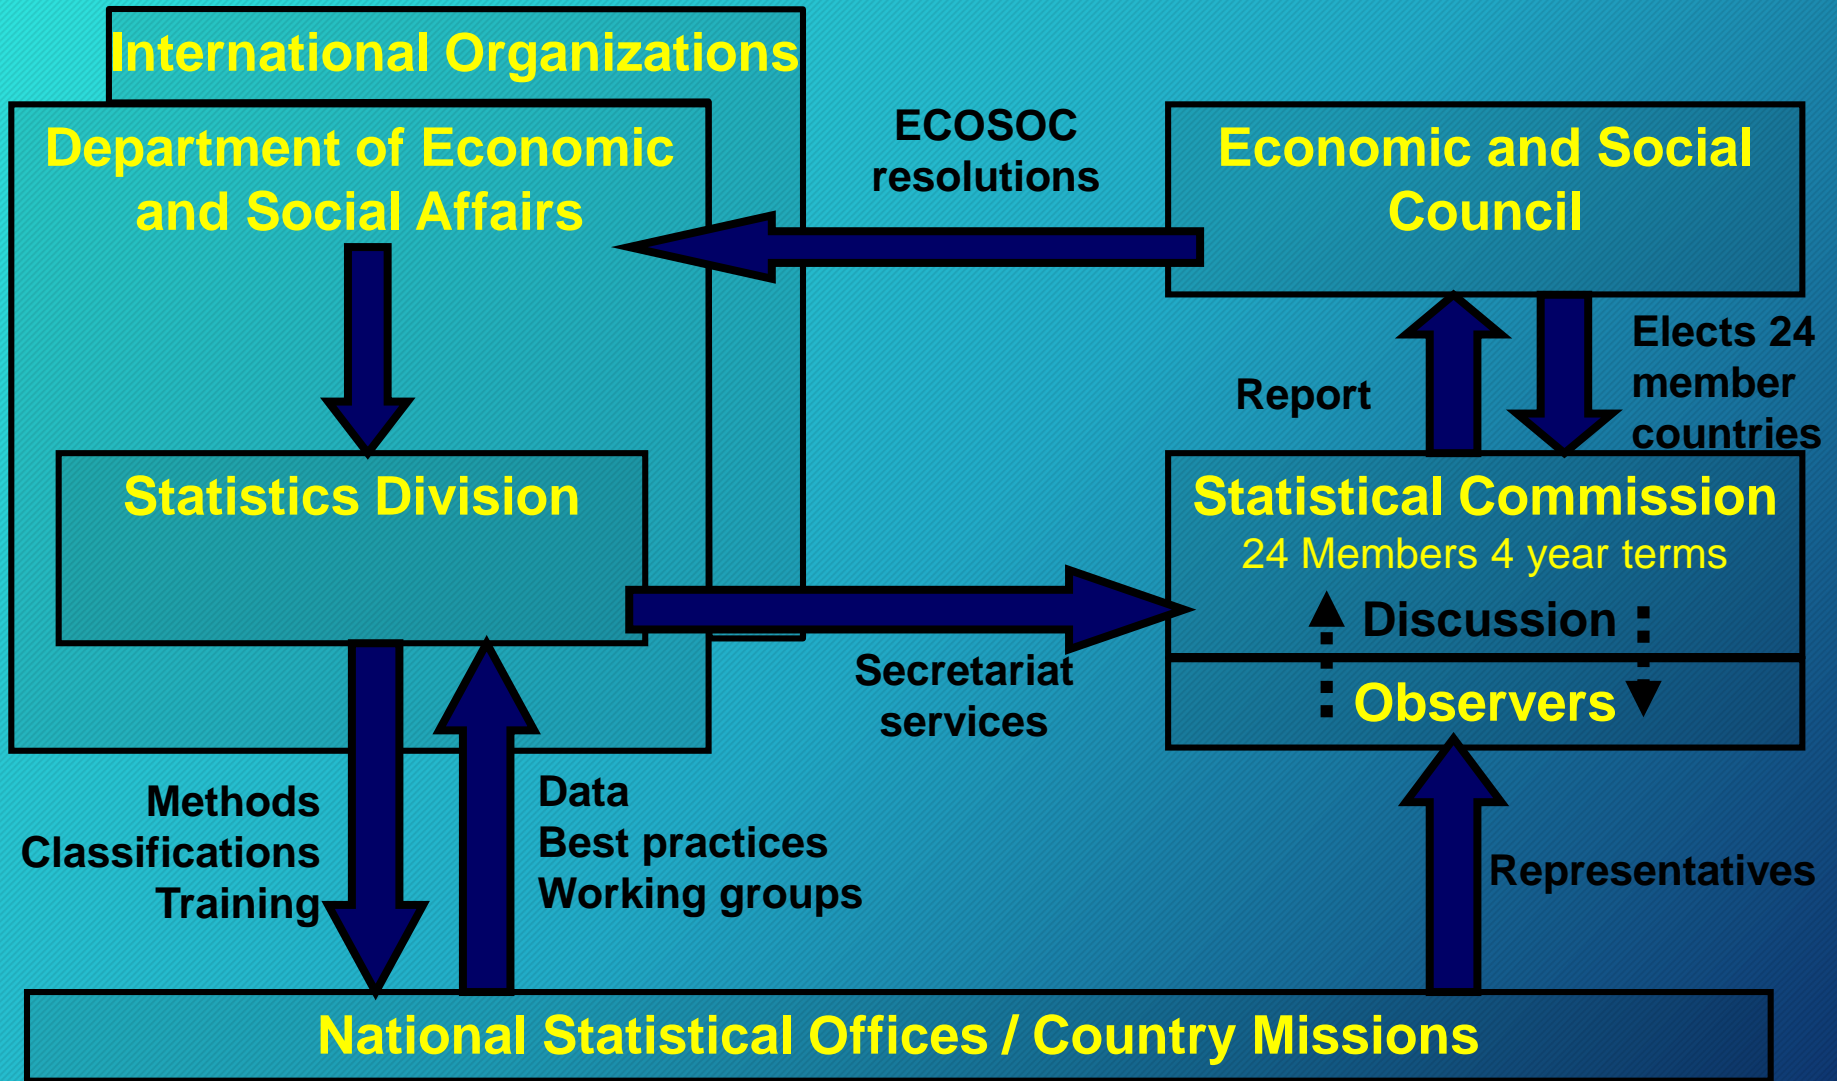 International Organizations
Department of Economic
and Social Affairs
ECOSOC
resolutions
Economic and Social
Council
Report
Elects 24
member
countries
Statistics Division
Statistical Commission
24 Members 4 year terms
Discussion
Observers
Secretariat
services
Methods
Classifications
Training
Data
Best practices
Working groups
Representatives
National Statistical Offices / Country Missions